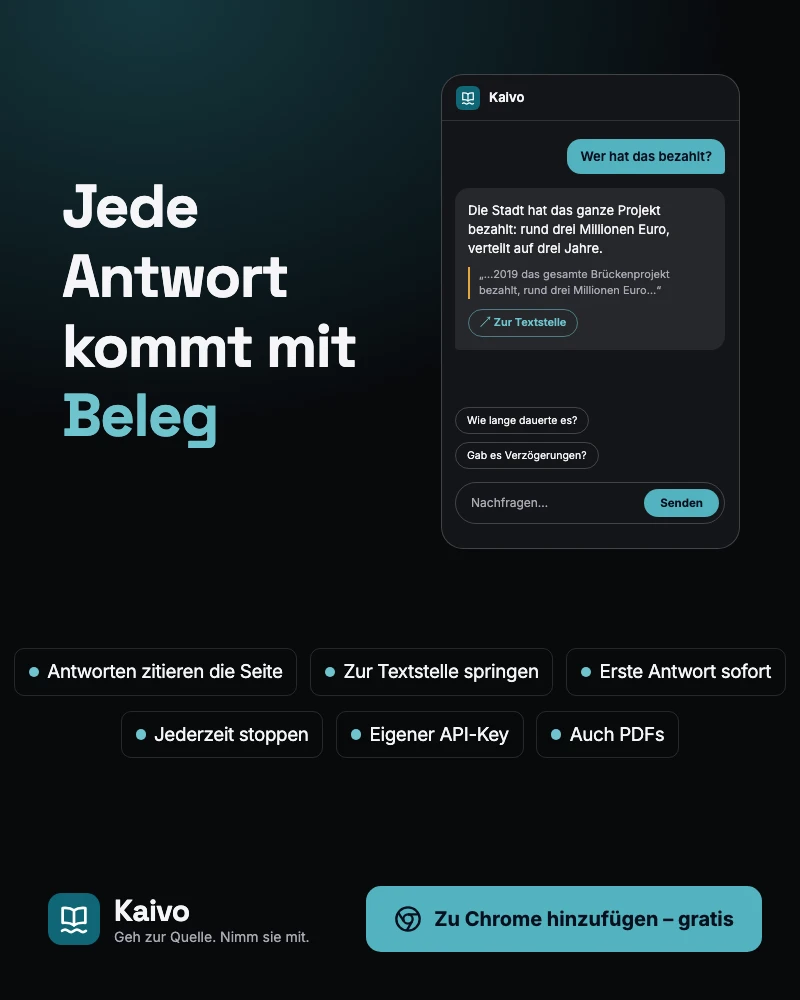 Jede
Antwort
kommt mit
Beleg
Kaivo
Wer hat das bezahlt?
Die Stadt hat das ganze Projekt
bezahlt: rund drei Millionen Euro,
verteilt auf drei Jahre.
„…2019 das gesamte Brückenprojekt
bezahlt, rund drei Millionen Euro…“
↗ Zur Textstelle
Wie lange dauerte es?
Gab es Verzögerungen?
Nachfragen…
Senden
Antworten zitieren die Seite
Zur Textstelle springen
Erste Antwort sofort
Jederzeit stoppen
Eigener API-Key
Auch PDFs
Kaivo
Geh zur Quelle. Nimm sie mit.
Zu Chrome hinzufügen – gratis